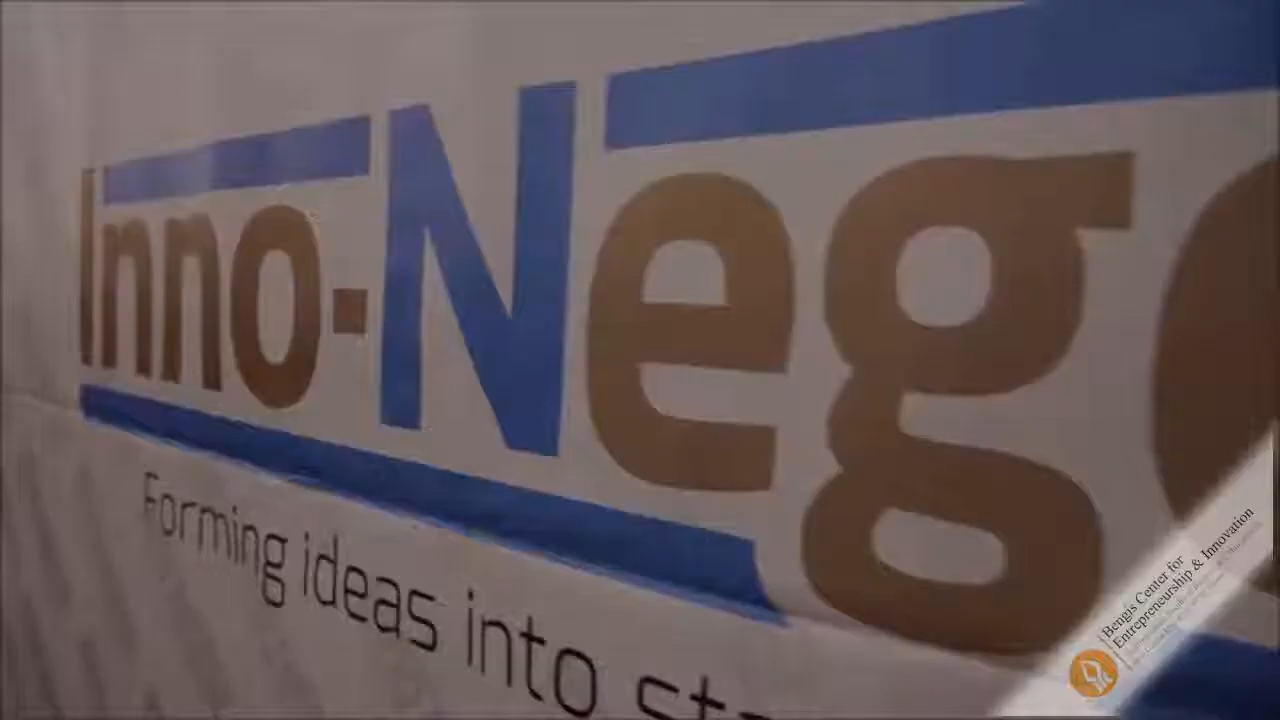 Inno-Neg
Forming ideas into
Bengis Center for
Entrepreneurship & Innovation